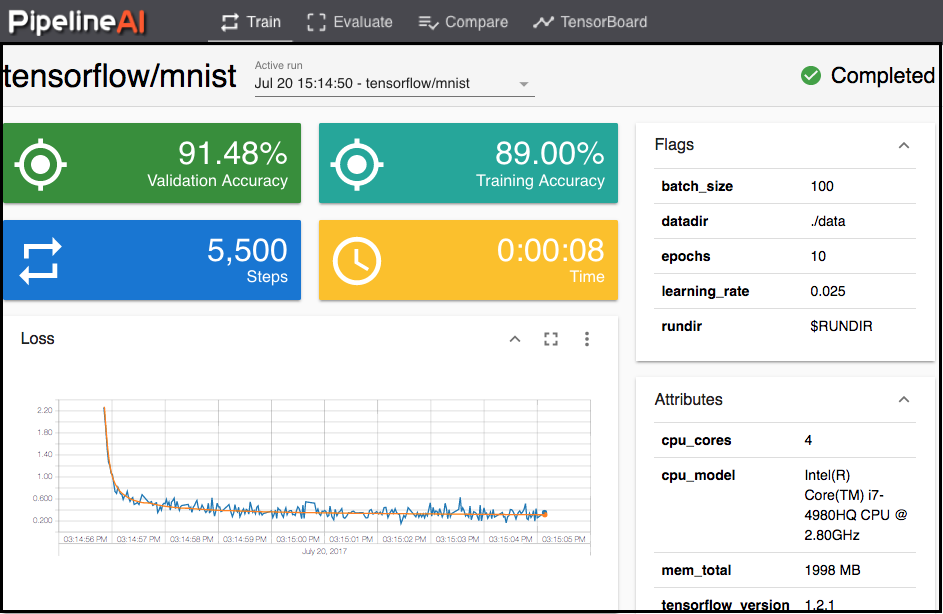 PipelineAI
Train
Evaluate
Compare
TensorBoard
tensorflow/mnist
Active run
Jul 20 15:14:50 - tensorflow/mnist
Completed
91.48%
Validation Accuracy
89.00%
Training Accuracy
5,500
Steps
0:00:08
Time
Loss
2.20
1.80
1.40
1.00
0.600
0.200
03:14:56 PM 03:14:57 PM 03:14:58 PM 03:14:59 PM 03:15:00 PM 03:15:01 PM 03:15:02 PM 03:15:03 PM 03:15:04 PM 03:15:05 PM
July 20, 2017
Flags
batch_size 100
datadir ./data
epochs 10
learning_rate 0.025
rundir $RUNDIR
Attributes
cpu_cores 4
cpu_model Intel(R)
Core(TM) i7-
4980HQ CPU @
2.80GHz
mem_total 1998 MB
tensorflow_version 1.2.1